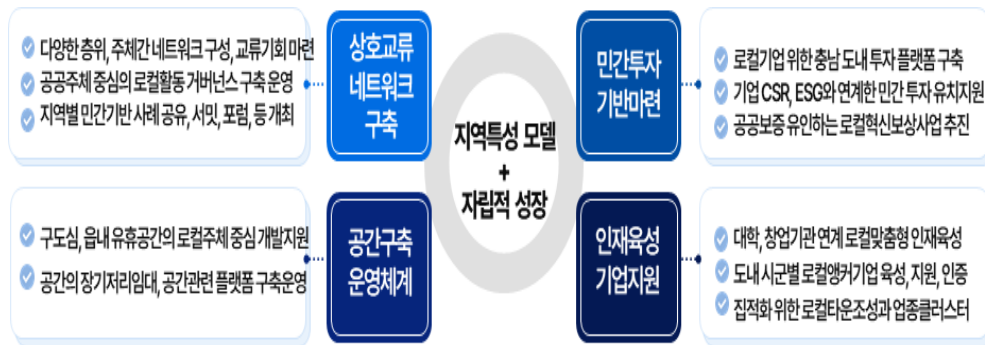 다양한 층위, 주체간 네트워크 구성, 교류기회 마련
공공주체 중심의 로컬활동 거버넌스 구축 운영
지역별 민간기반 사례 공유, 서밋, 포럼, 등 개최
상호교류
네트워크
구축
민간투자
기반마련
로컬기업 위한 충남 도내 투자 플랫폼 구축
기업 CSR, ESG와 연계한 민간 투자 유치지원
공공보증 유인하는 로컬혁신보상사업 추진
지역특성 모델
+
자립적 성장
구도심, 읍내 유휴공간의 로컬주체 중심 개발지원
공간의 장기저리임대, 공간관련 플랫폼 구축운영
공간구축
운영체계
인재육성
기업지원
대학, 창업기관 연계 로컬맞춤형 인재육성
도내 시군별 로컬앵커기업 육성, 지원, 인증
집적화 위한 로컬타운조성과 업종클러스터